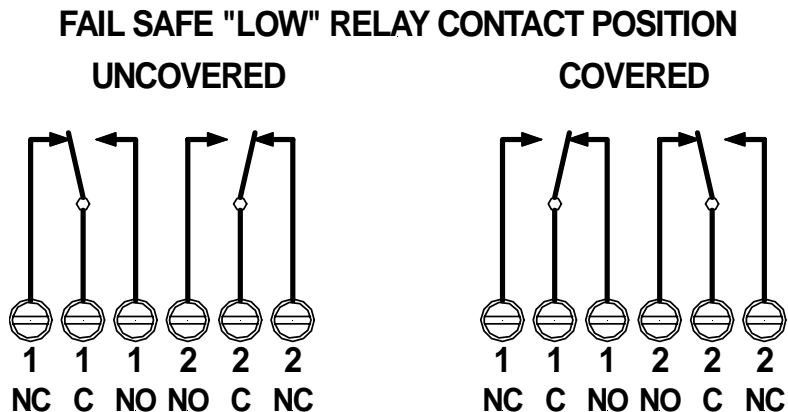 FAIL SAFE "LOW" RELAY CONTACT POSITION
UNCOVERED COVERED
1 1 1 2 2 2 1 1 1 2 2 2
NC C NO NO C NC NC C NO NO C NC